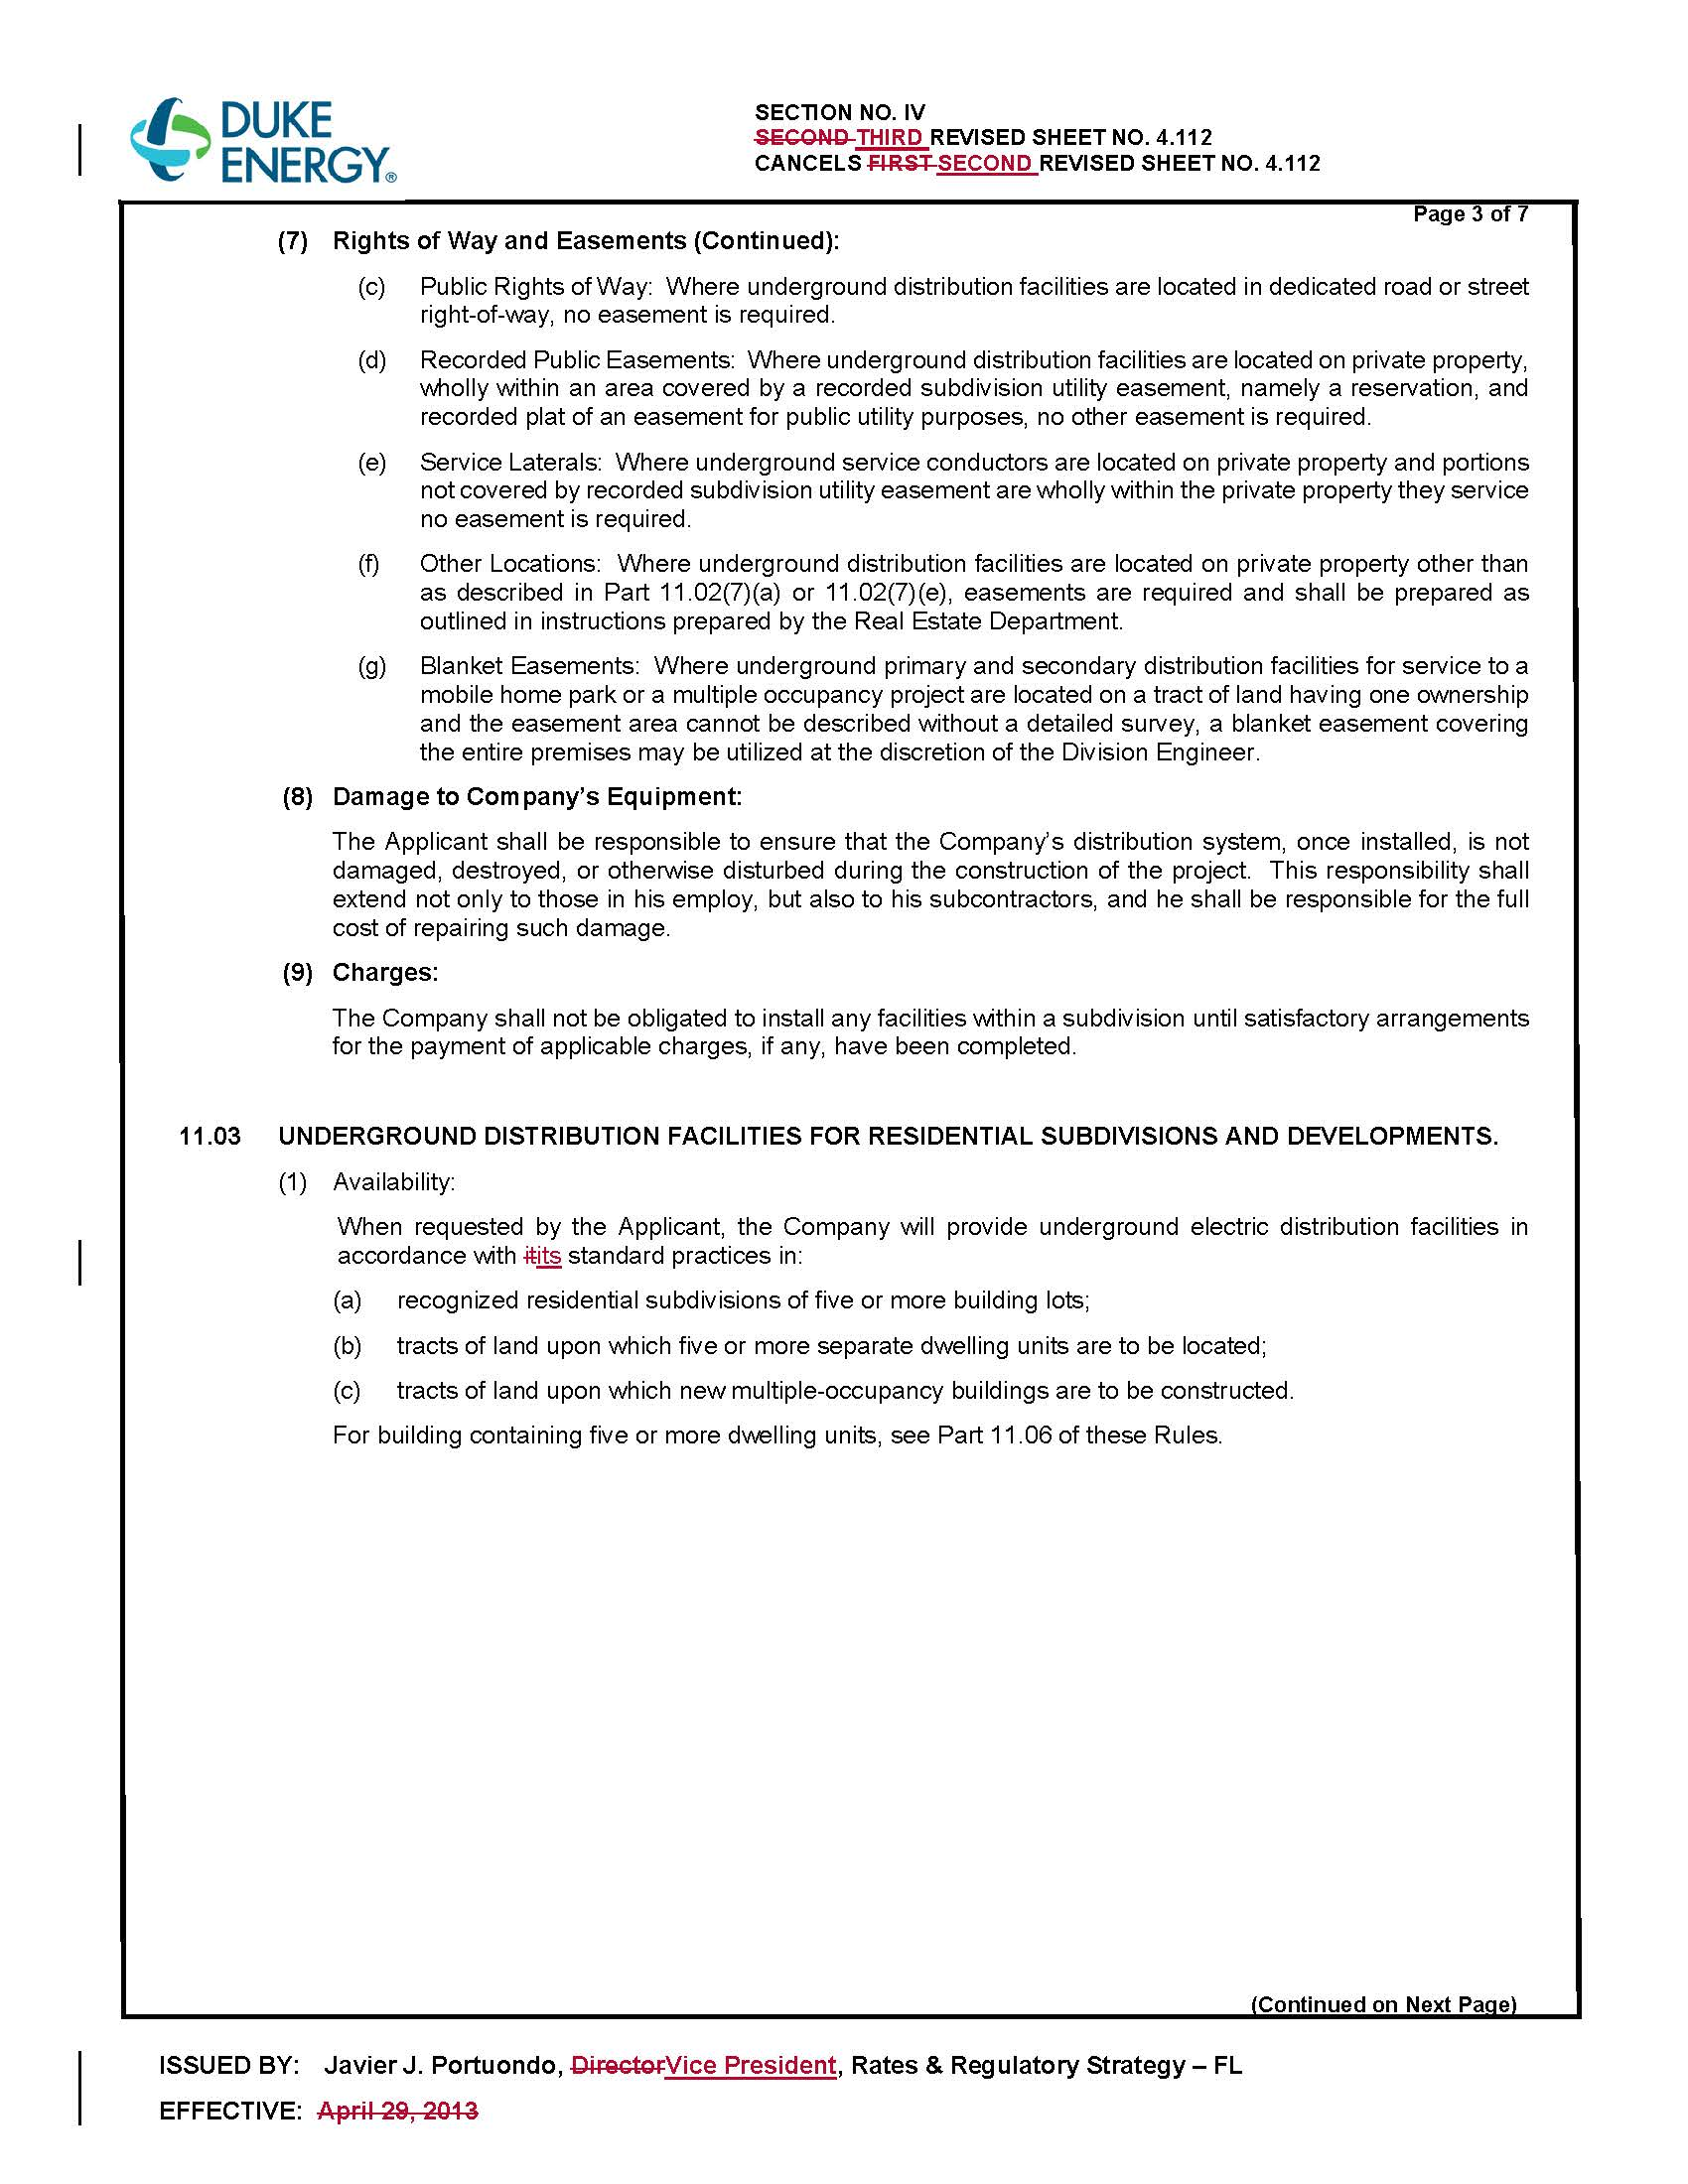 DUKE
ENERGY®
SECTION NO. IV
SECOND THIRD REVISED SHEET NO. 4.112
CANCELS FIRST SECOND REVISED SHEET NO. 4.112
Page 3 of 7
(7) Rights of Way and Easements (Continued):
(c) Public Rights of Way: Where underground distribution facilities are located in dedicated road or street
right-of-way, no easement is required.
(d) Recorded Public Easements: Where underground distribution facilities are located on private property,
wholly within an area covered by a recorded subdivision utility easement, namely a reservation, and
recorded plat of an easement for public utility purposes, no other easement is required.
(e) Service Laterals: Where underground service conductors are located on private property and portions
not covered by recorded subdivision utility easement are wholly within the private property they service
no easement is required.
(f) Other Locations: Where underground distribution facilities are located on private property other than
as described in Part 11.02(7)(a) or 11.02(7)(e), easements are required and shall be prepared as
outlined in instructions prepared by the Real Estate Department.
(g) Blanket Easements: Where underground primary and secondary distribution facilities for service to a
mobile home park or a multiple occupancy project are located on a tract of land having one ownership
and the easement area cannot be described without a detailed survey, a blanket easement covering
the entire premises may be utilized at the discretion of the Division Engineer.
(8) Damage to Company’s Equipment:
The Applicant shall be responsible to ensure that the Company’s distribution system, once installed, is not
damaged, destroyed, or otherwise disturbed during the construction of the project. This responsibility shall
extend not only to those in his employ, but also to his subcontractors, and he shall be responsible for the full
cost of repairing such damage.
(9) Charges:
The Company shall not be obligated to install any facilities within a subdivision until satisfactory arrangements
for the payment of applicable charges, if any, have been completed.
11.03 UNDERGROUND DISTRIBUTION FACILITIES FOR RESIDENTIAL SUBDIVISIONS AND DEVELOPMENTS.
(1) Availability:
When requested by the Applicant, the Company will provide underground electric distribution facilities in
accordance with itits standard practices in:
(a) recognized residential subdivisions of five or more building lots;
(b) tracts of land upon which five or more separate dwelling units are to be located;
(c) tracts of land upon which new multiple-occupancy buildings are to be constructed.
For building containing five or more dwelling units, see Part 11.06 of these Rules.
(Continued on Next Page)
ISSUED BY: Javier J. Portuondo, DirectorVice President, Rates & Regulatory Strategy – FL
EFFECTIVE: April 29, 2013